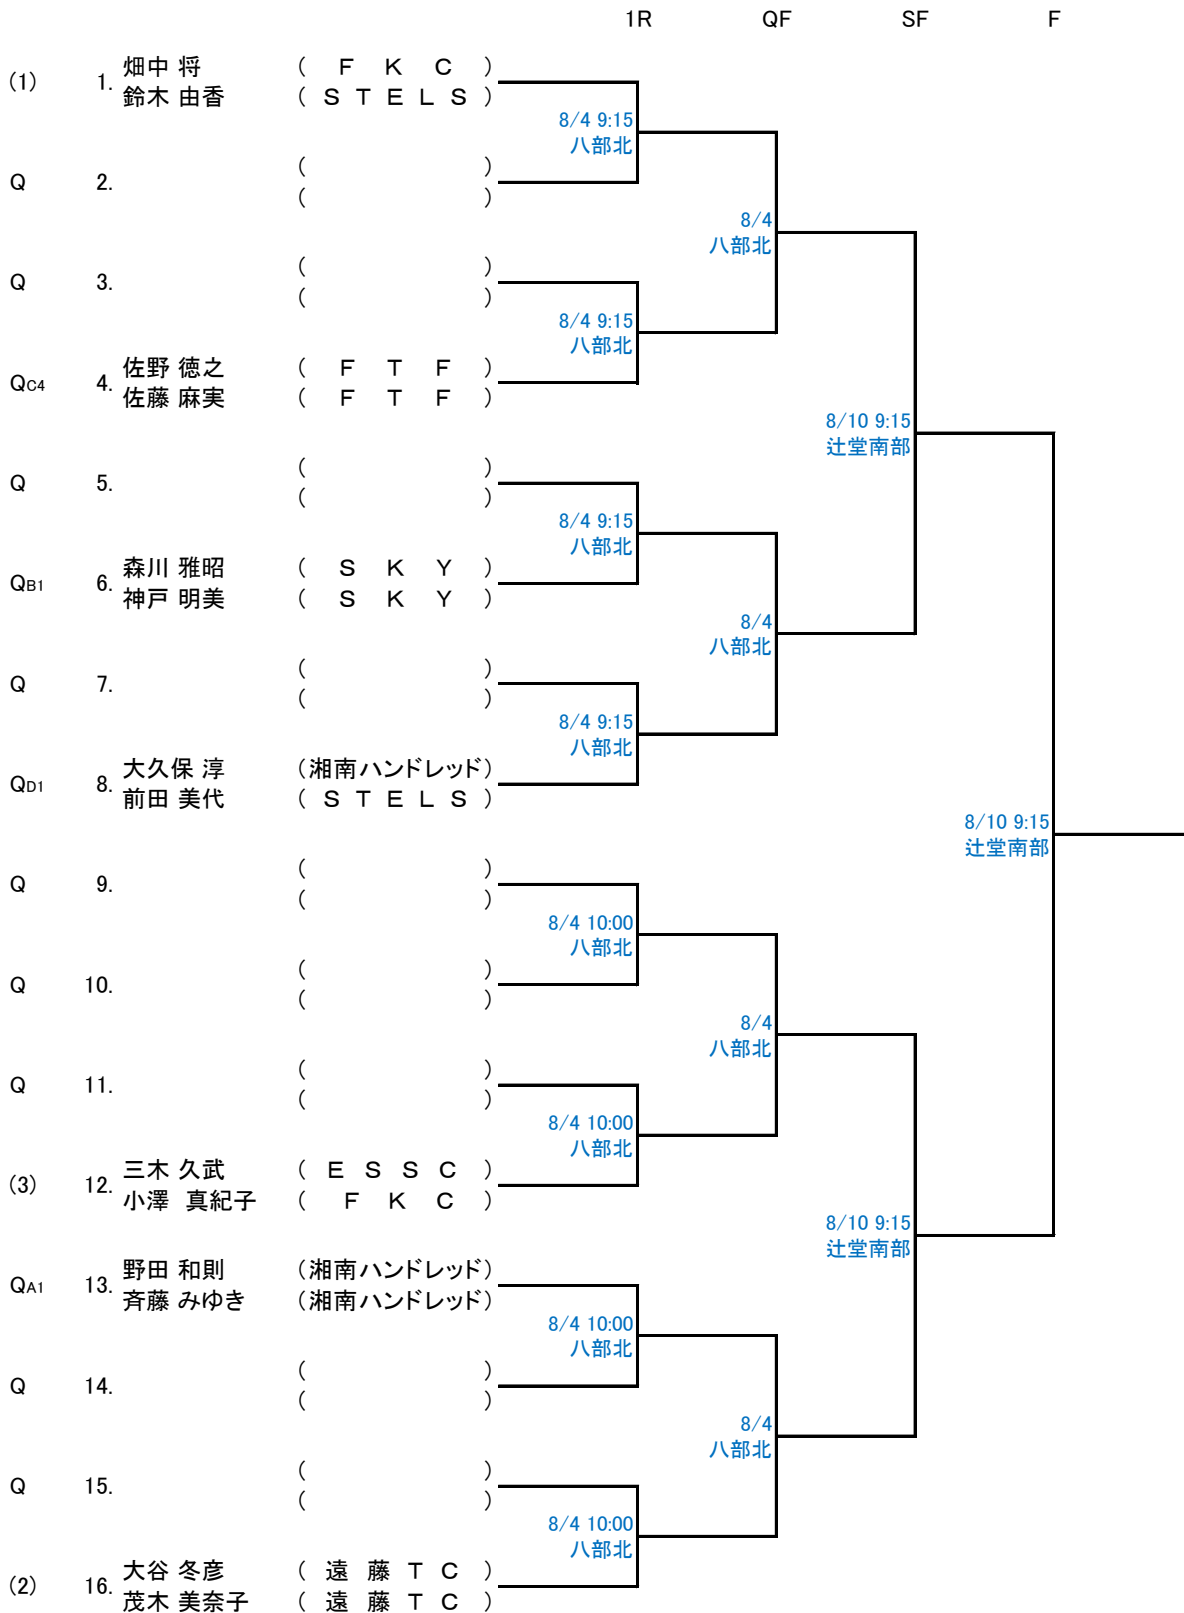 1R QF SF F
(1) 1. 畑中 将 ( F K C )
鈴木 由香 ( S T E L S )
8/4 9:15
八部北
Q 2. ( )
( )
8/4
八部北
Q 3. ( )
( )
8/4 9:15
八部北
QC4 4. 佐野 徳之 ( F T F )
佐藤 麻実 ( F T F )
8/10 9:15
辻堂南部
Q 5. ( )
( )
8/4 9:15
八部北
QB1 6. 森川 雅昭 ( S K Y )
神戸 明美 ( S K Y )
8/4
八部北
Q 7. ( )
( )
8/4 9:15
八部北
QD1 8. 大久保 淳 (湘南ハンドレッド)
前田 美代 ( S T E L S )
8/10 9:15
辻堂南部
Q 9. ( )
( )
8/4 10:00
八部北
Q 10. ( )
( )
8/4
八部北
Q 11. ( )
( )
8/4 10:00
八部北
(3) 12. 三木 久武 ( E S S C )
小澤 真紀子 ( F K C )
8/10 9:15
辻堂南部
QA1 13. 野田 和則 (湘南ハンドレッド)
斉藤 みゆき (湘南ハンドレッド)
8/4 10:00
八部北
Q 14. ( )
( )
8/4
八部北
Q 15. ( )
( )
8/4 10:00
八部北
(2) 16. 大谷 冬彦 ( 遠 藤 T C )
茂木 美奈子 ( 遠 藤 T C )